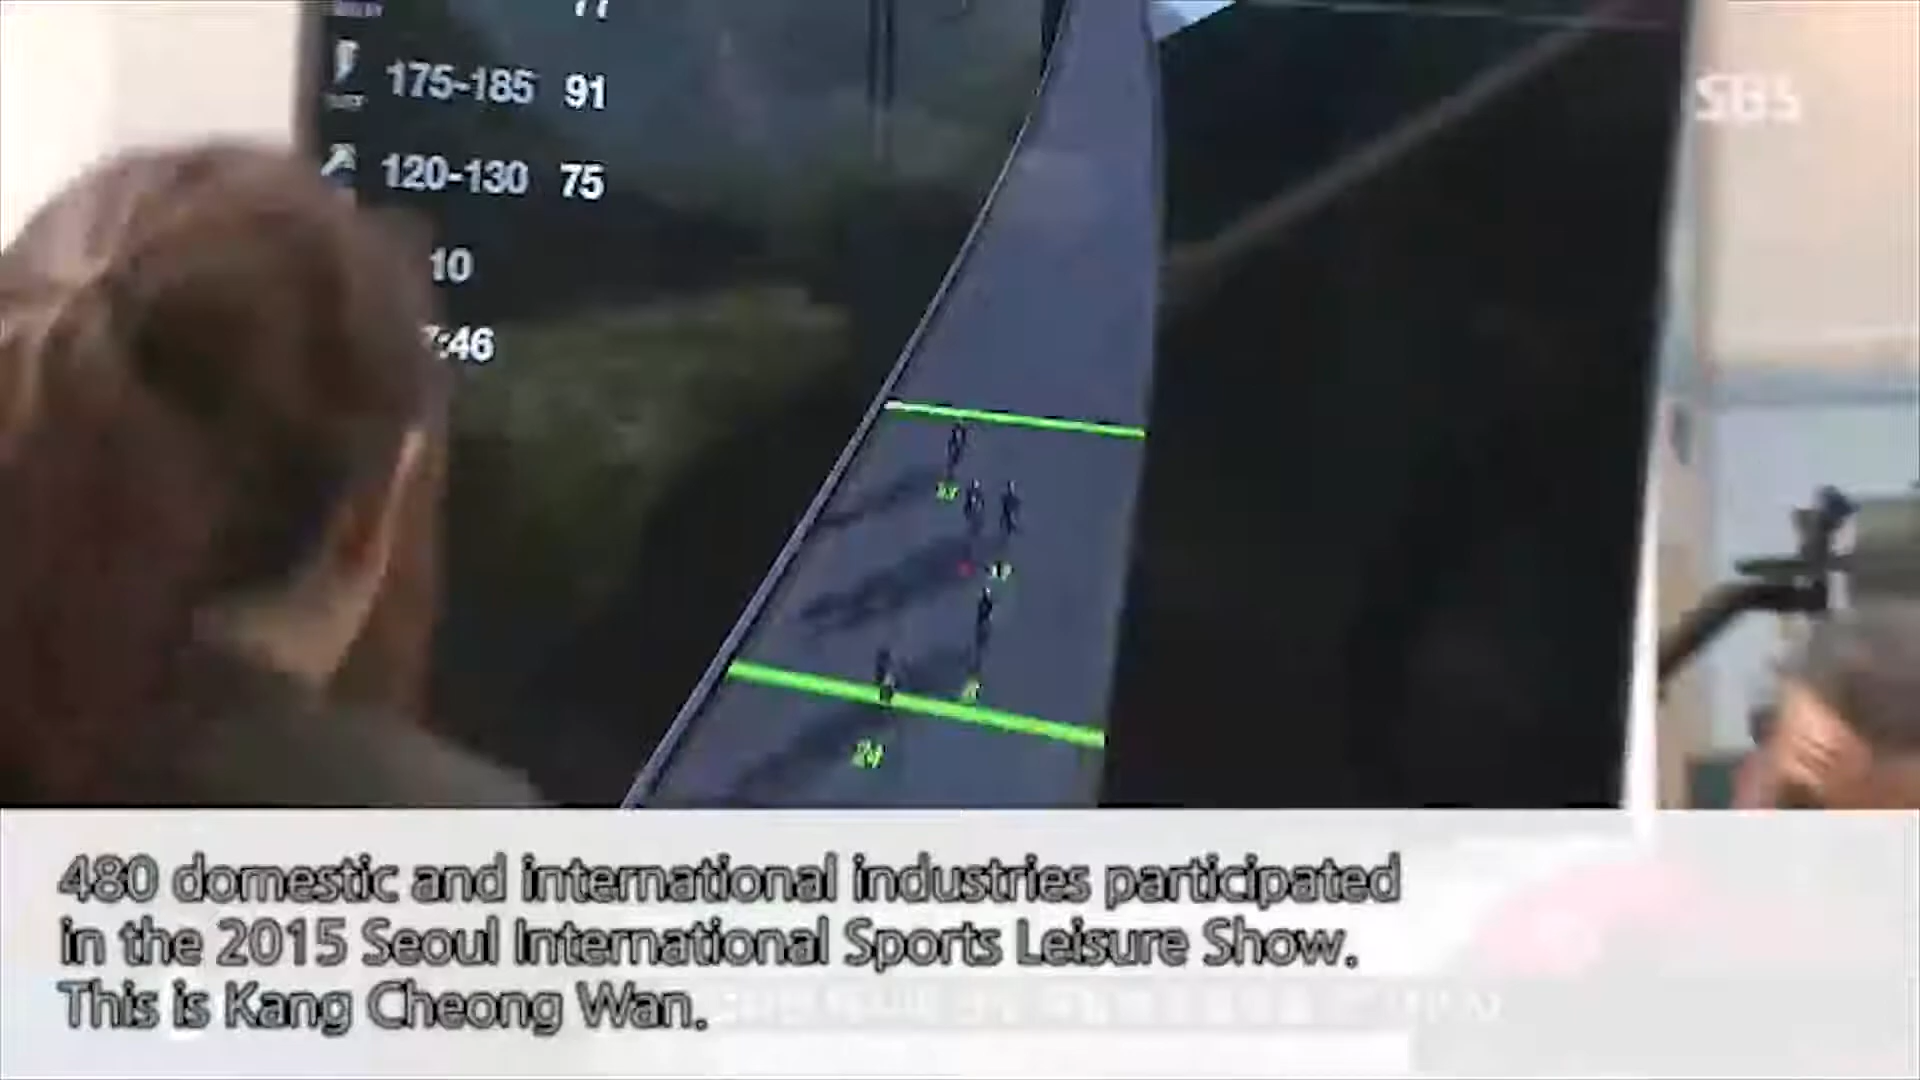 SBS
175-185 91
120-130 75
10
:46
24
480 domestic and international industries participated
in the 2015 Seoul International Sports Leisure Show.
This is Kang Cheong Wan.